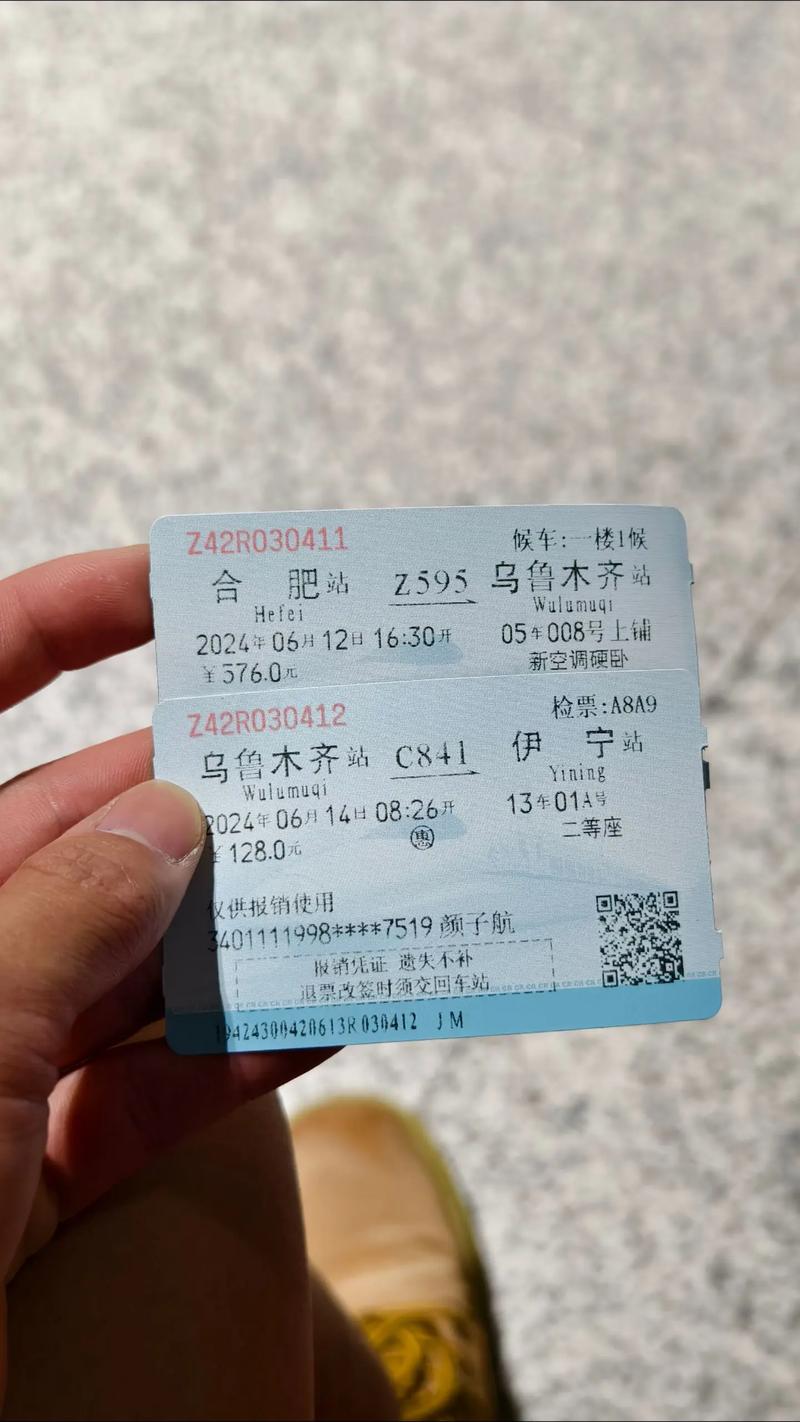 Z42R030411 候车:一楼1候
合 肥站 Z595 乌鲁木齐站
Hefei Wulumuqi
2024年06月12日16:30开 05车008号上铺
￥576.0元 新空调硬卧
Z42R030412 检票:A8A9
乌鲁木齐站 C841 伊 宁站
Wulumuqi Yining
2024年06月14日08:26开 13车01A号
￥128.0元 惠 二等座
仅供报销使用
3401111998****7519 颜子航
报销凭证 遗失不补
退票改签时须交回车站
19424300420613R030412 JM